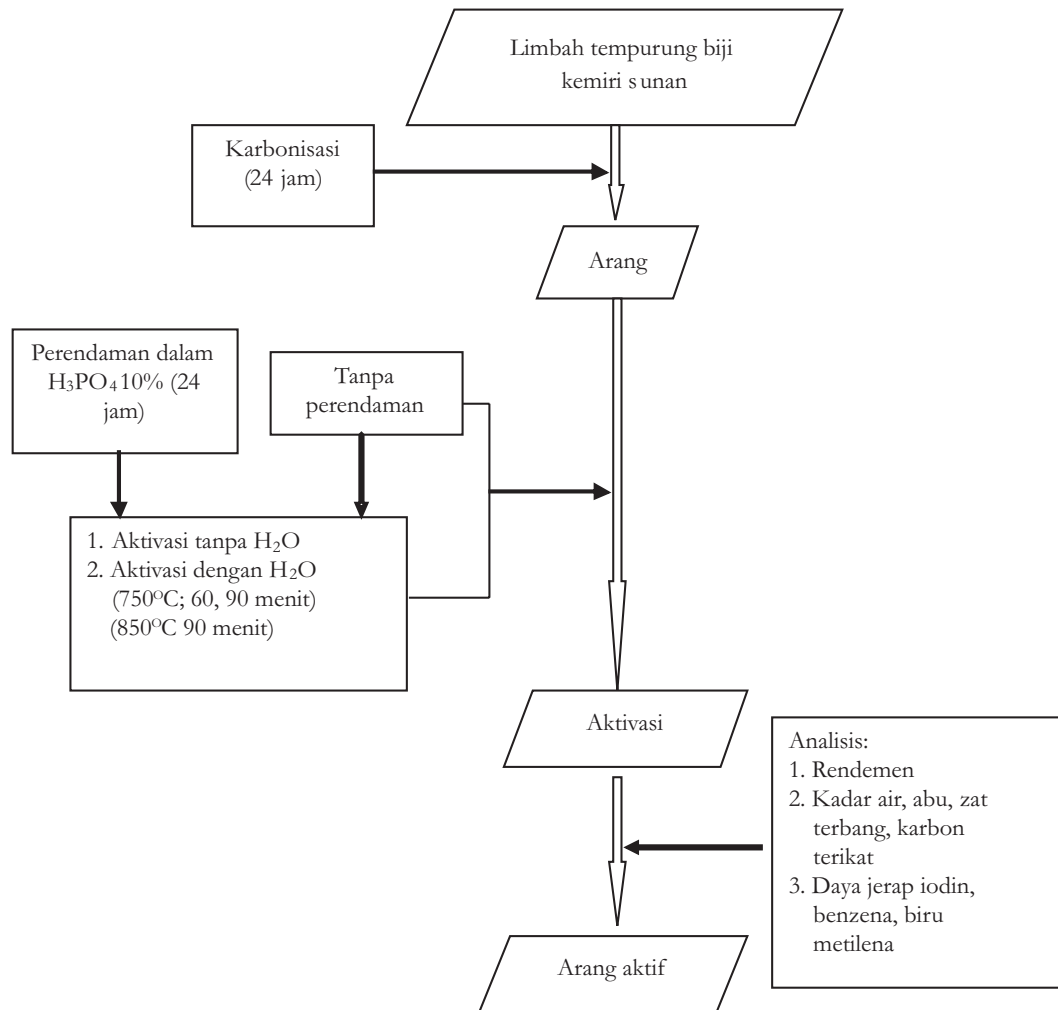 Limbah tempurung biji
kemiri sunan
Karbonisasi
(24 jam)
Arang
Perendaman dalam
H₃PO₄ 10% (24
jam)
Tanpa
perendaman
1. Aktivasi tanpa H₂O
2. Aktivasi dengan H₂O
(750ºC; 60, 90 menit)
(850ºC 90 menit)
Aktivasi
Analisis:
1. Rendemen
2. Kadar air, abu, zat
terbang, karbon
terikat
3. Daya jerap iodin,
benzena, biru
metilena
Arang aktif